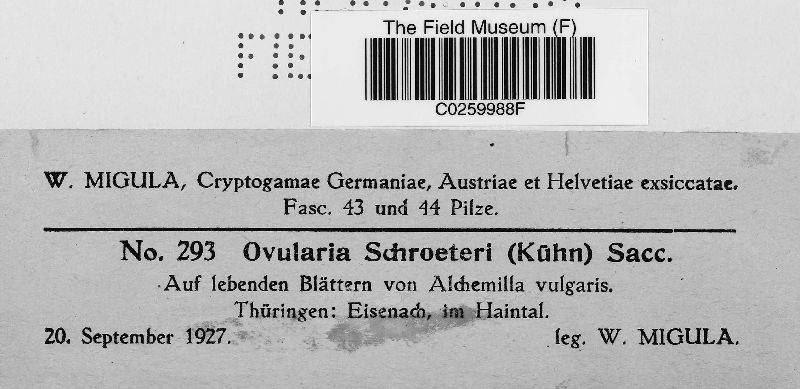 The Field Museum (F)
C0259988F
W. MIGULA, Cryptogamae Germaniae, Austriae et Helvetiae exsiccatae.
Fasc. 43 und 44 Pilze.
No. 293 Ovularia Schroeteri (Kühn) Sacc.
Auf lebenden Blättern von Alchemilla vulgaris.
Thüringen: Eisenach, im Haintal.
20. September 1927. leg. W. MIGULA.